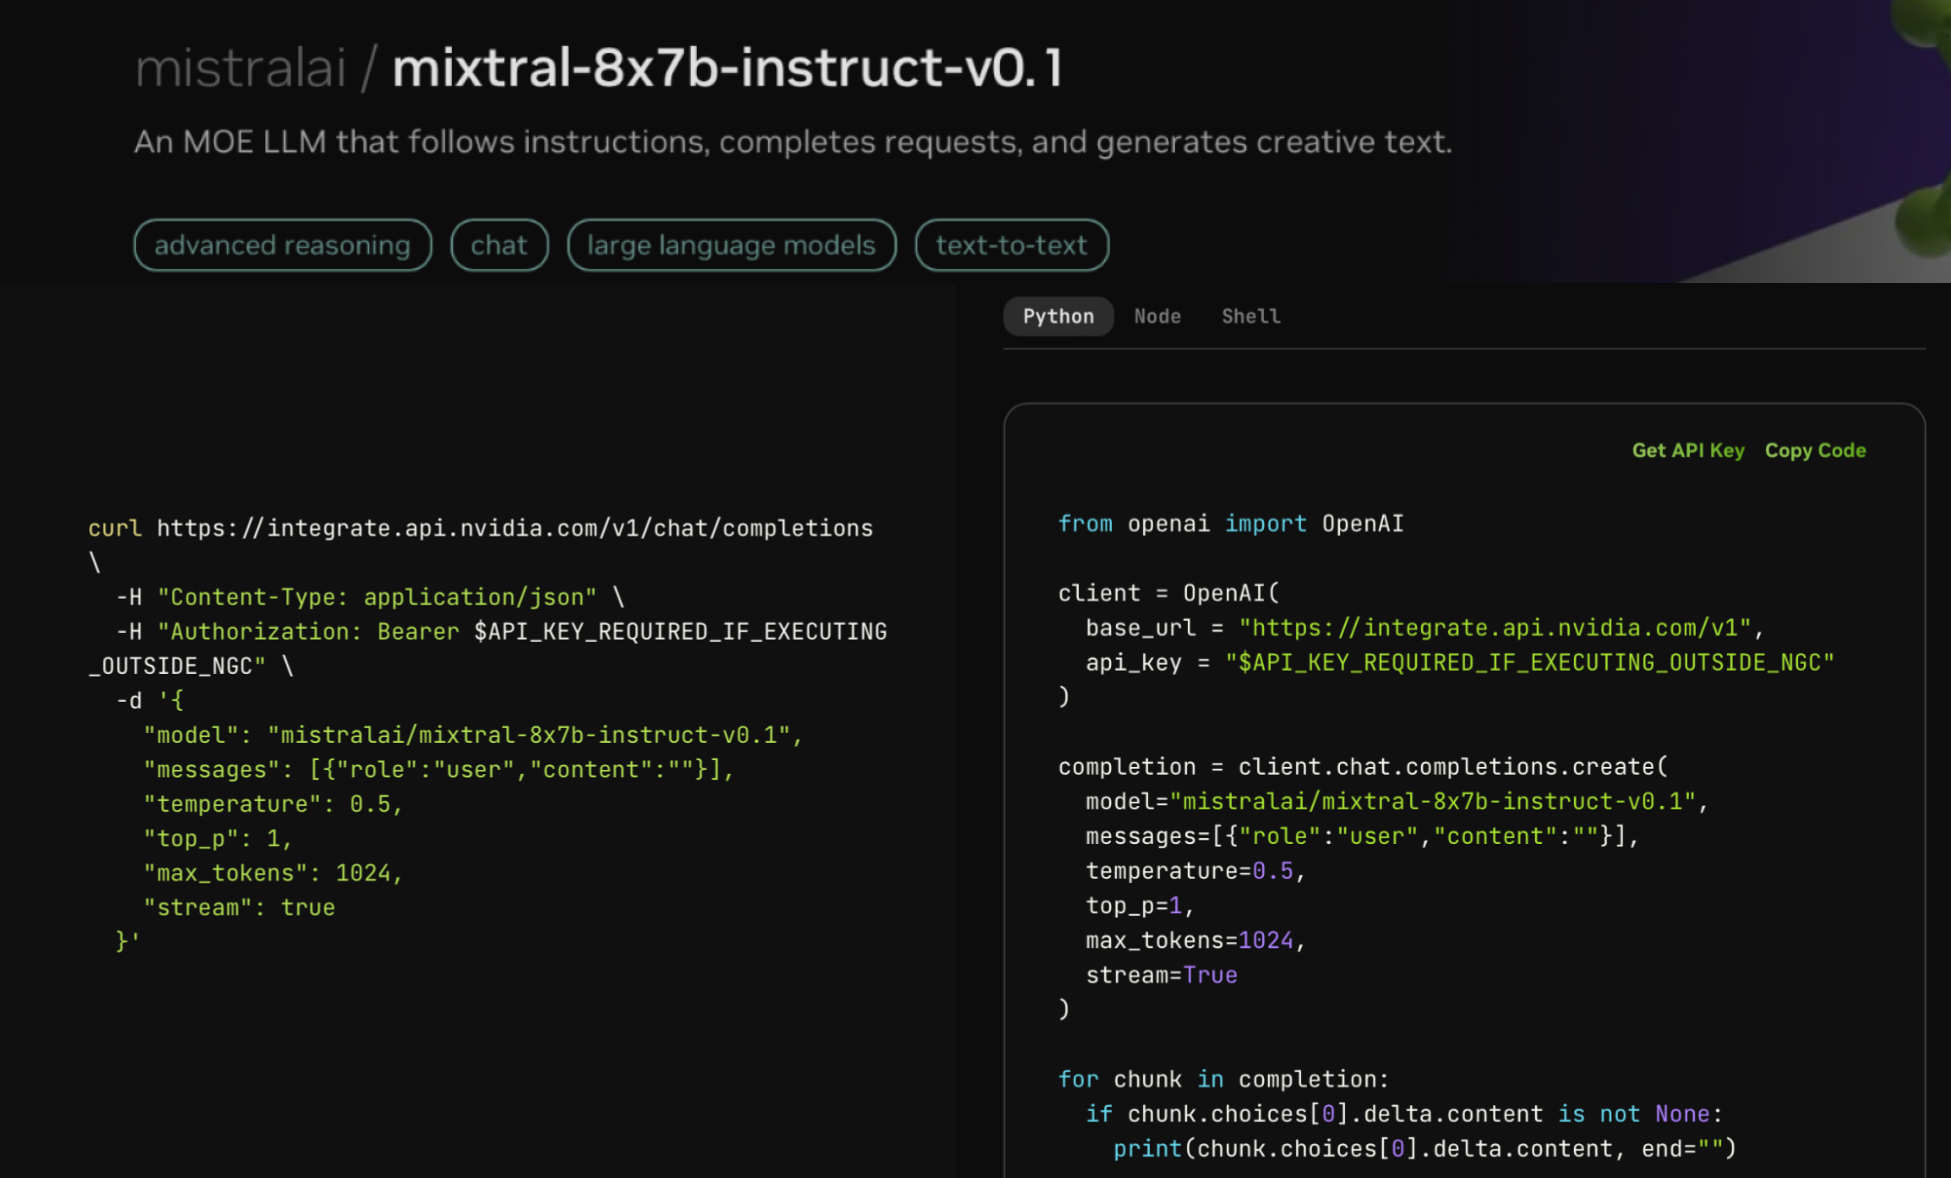 mistralai / mixtral-8x7b-instruct-v0.1
An MOE LLM that follows instructions, completes requests, and generates creative text.
advanced reasoning chat large language models text-to-text
curl https://integrate.api.nvidia.com/v1/chat/completions
\
  -H "Content-Type: application/json" \
  -H "Authorization: Bearer $API_KEY_REQUIRED_IF_EXECUTING
_OUTSIDE_NGC" \
  -d '{
    "model": "mistralai/mixtral-8x7b-instruct-v0.1",
    "messages": [{"role":"user","content":""}],
    "temperature": 0.5,
    "top_p": 1,
    "max_tokens": 1024,
    "stream": true
  }'
Python Node Shell
Get API Key Copy Code
from openai import OpenAI
client = OpenAI(
  base_url = "https://integrate.api.nvidia.com/v1",
  api_key = "$API_KEY_REQUIRED_IF_EXECUTING_OUTSIDE_NGC"
)
completion = client.chat.completions.create(
  model="mistralai/mixtral-8x7b-instruct-v0.1",
  messages=[{"role":"user","content":""}],
  temperature=0.5,
  top_p=1,
  max_tokens=1024,
  stream=True
)
for chunk in completion:
  if chunk.choices[0].delta.content is not None:
    print(chunk.choices[0].delta.content, end="")